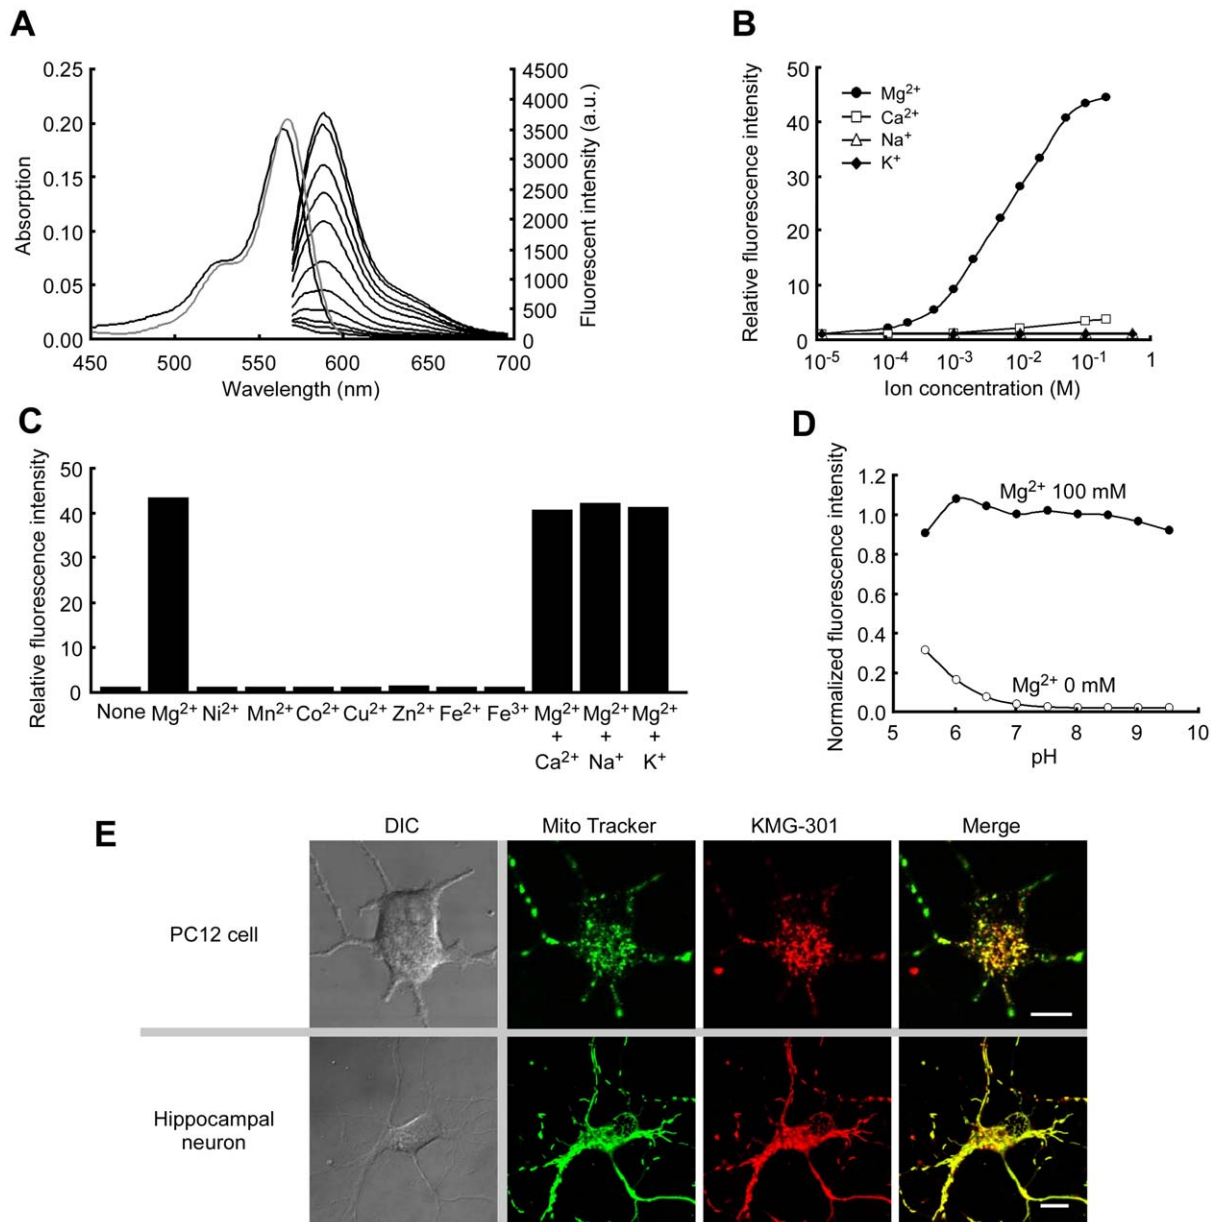 A
0.25
0.20
0.15
0.10
0.05
0.00
Absorption
4500
4000
3500
3000
2500
2000
1500
1000
500
0
Fluorescent intensity (a.u.)
450 500 550 600 650 700
Wavelength (nm)
B
50
40
30
20
10
0
Relative fluorescence intensity
Mg²⁺
Ca²⁺
Na⁺
K⁺
10⁻⁵ 10⁻⁴ 10⁻³ 10⁻² 10⁻¹ 1
Ion concentration (M)
C
50
40
30
20
10
0
Relative fluorescence intensity
None Mg²⁺ Ni²⁺ Mn²⁺ Co²⁺ Cu²⁺ Zn²⁺ Fe²⁺ Fe³⁺ Mg²⁺ Mg²⁺ Mg²⁺
+ + +
Ca²⁺ Na⁺ K⁺
D
1.2
1.0
0.8
0.6
0.4
0.2
0.0
Normalized fluorescence intensity
Mg²⁺ 100 mM
Mg²⁺ 0 mM
5 6 7 8 9 10
pH
E
DIC Mito Tracker KMG-301 Merge
PC12 cell
Hippocampal
neuron